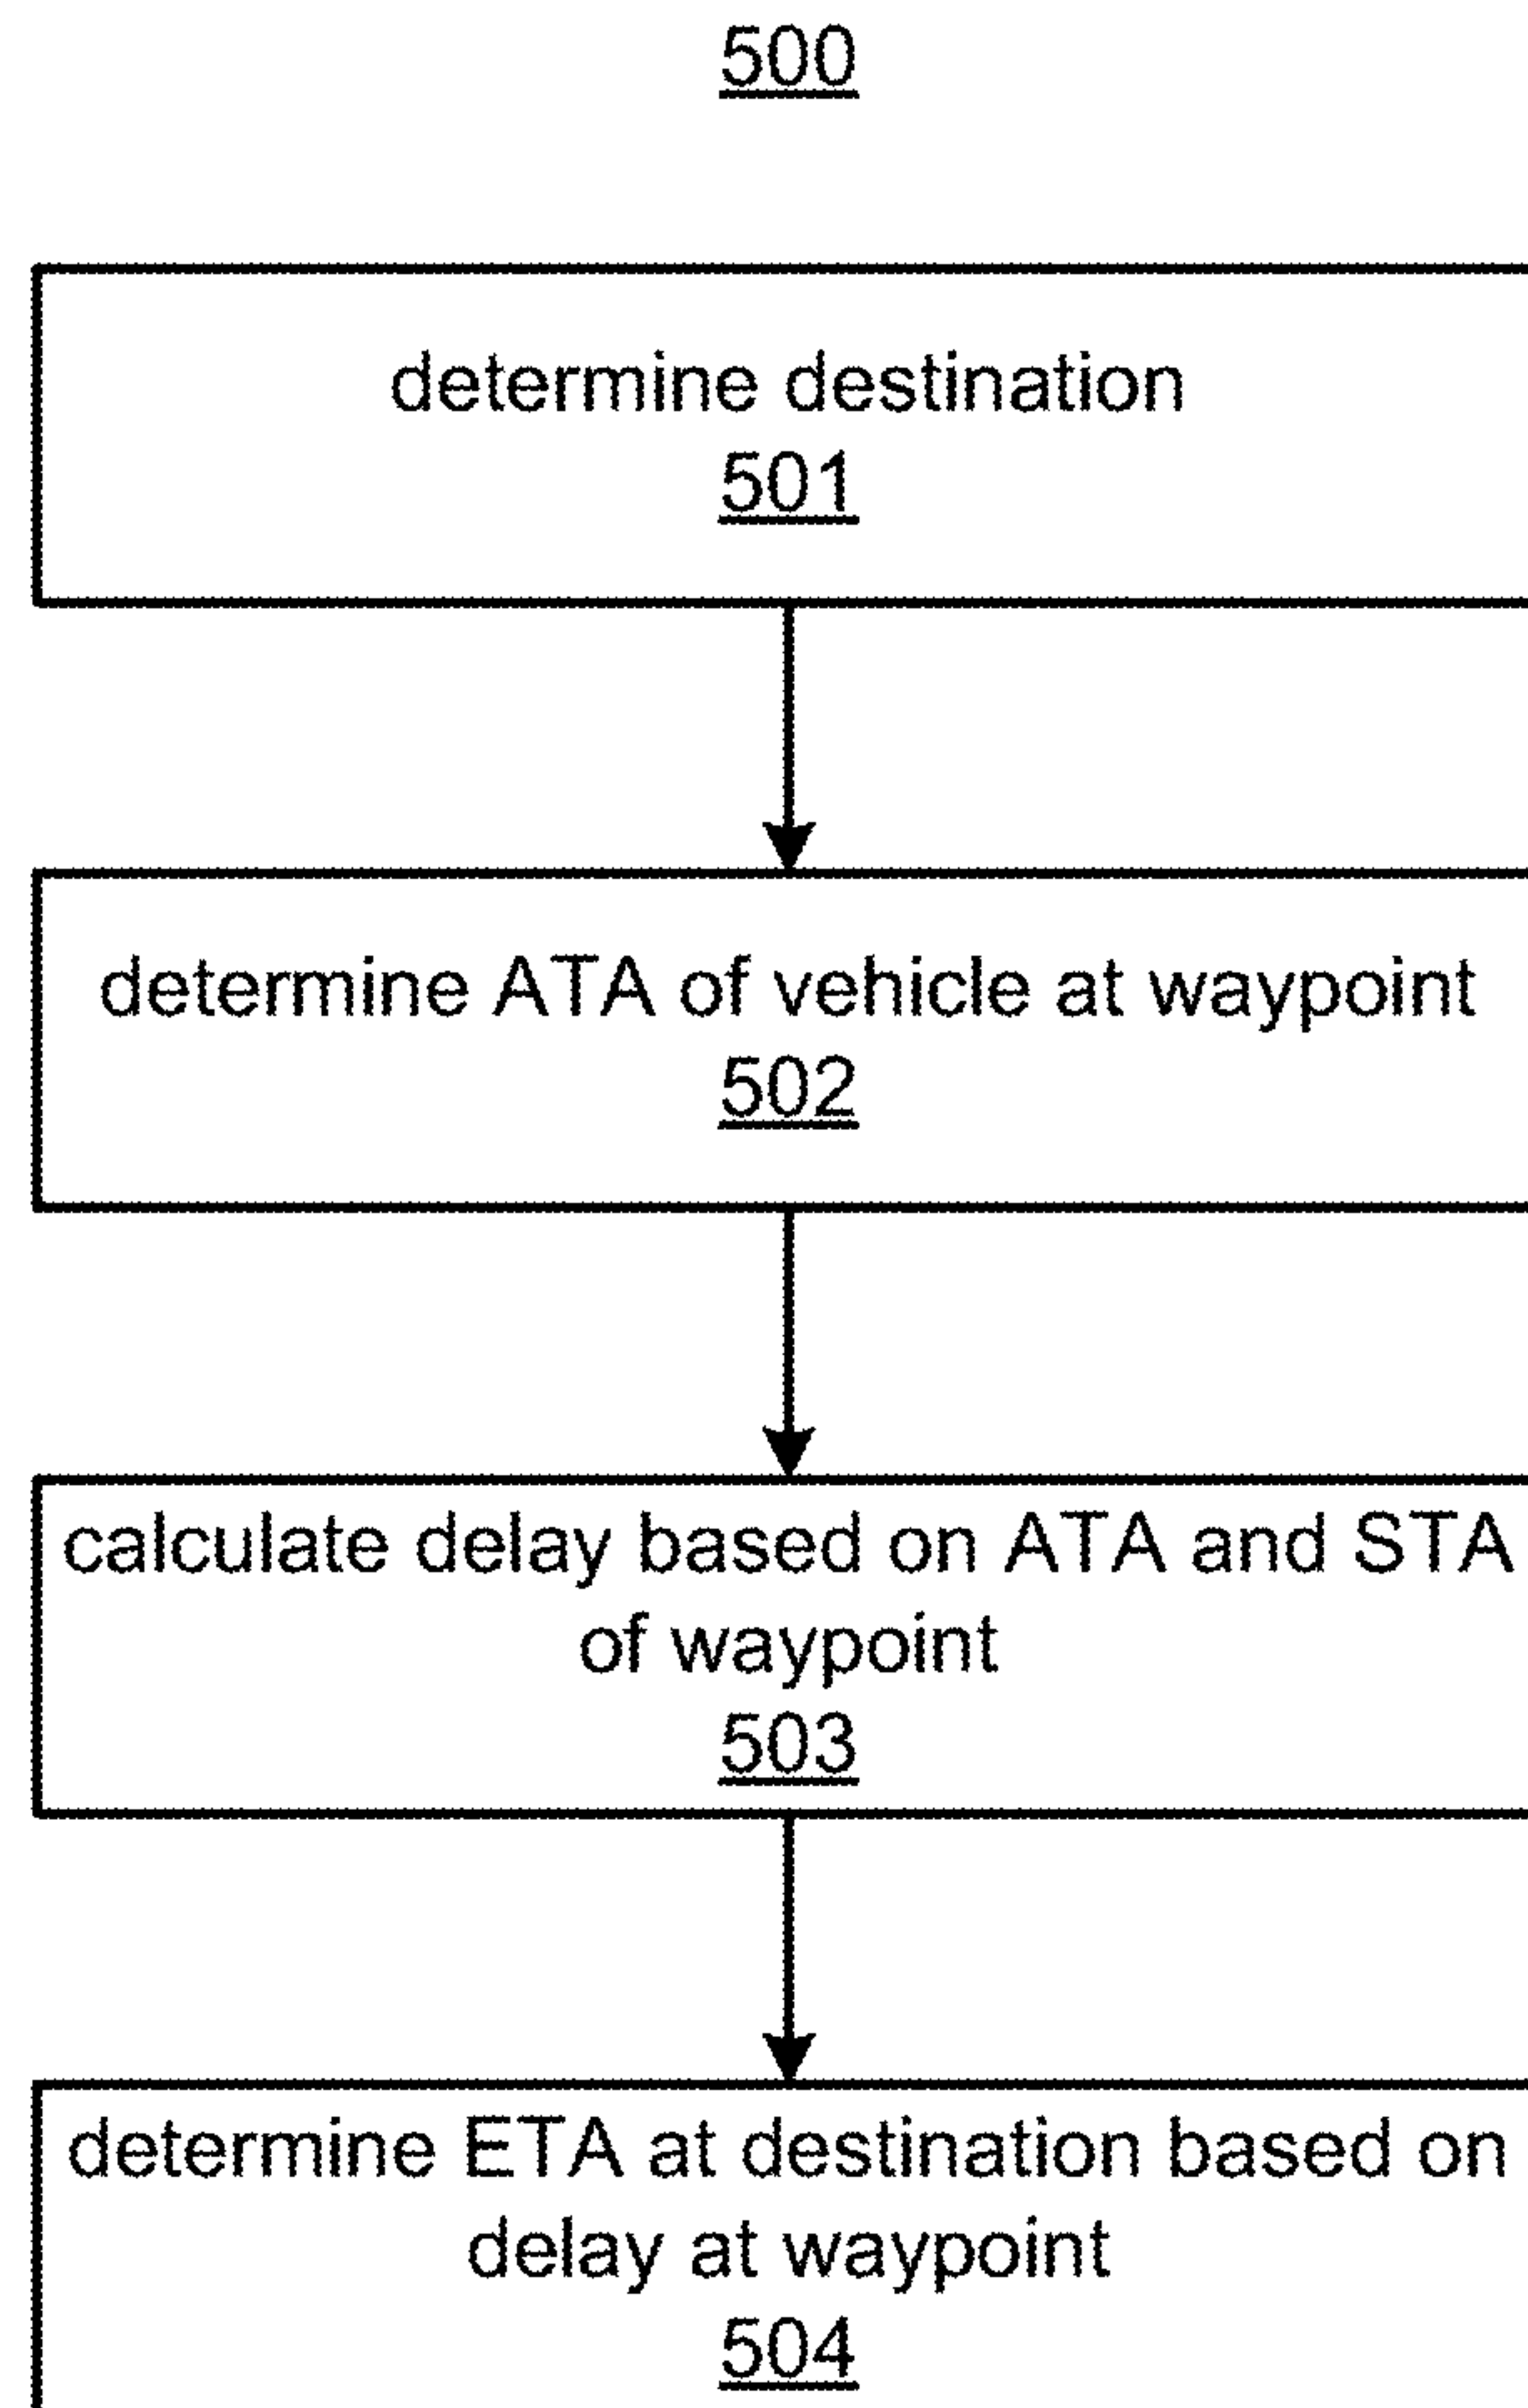 500
determine destination
501
determine ATA of vehicle at waypoint
502
calculate delay based on ATA and STA
of waypoint
503
determine ETA at destination based on
delay at waypoint
504